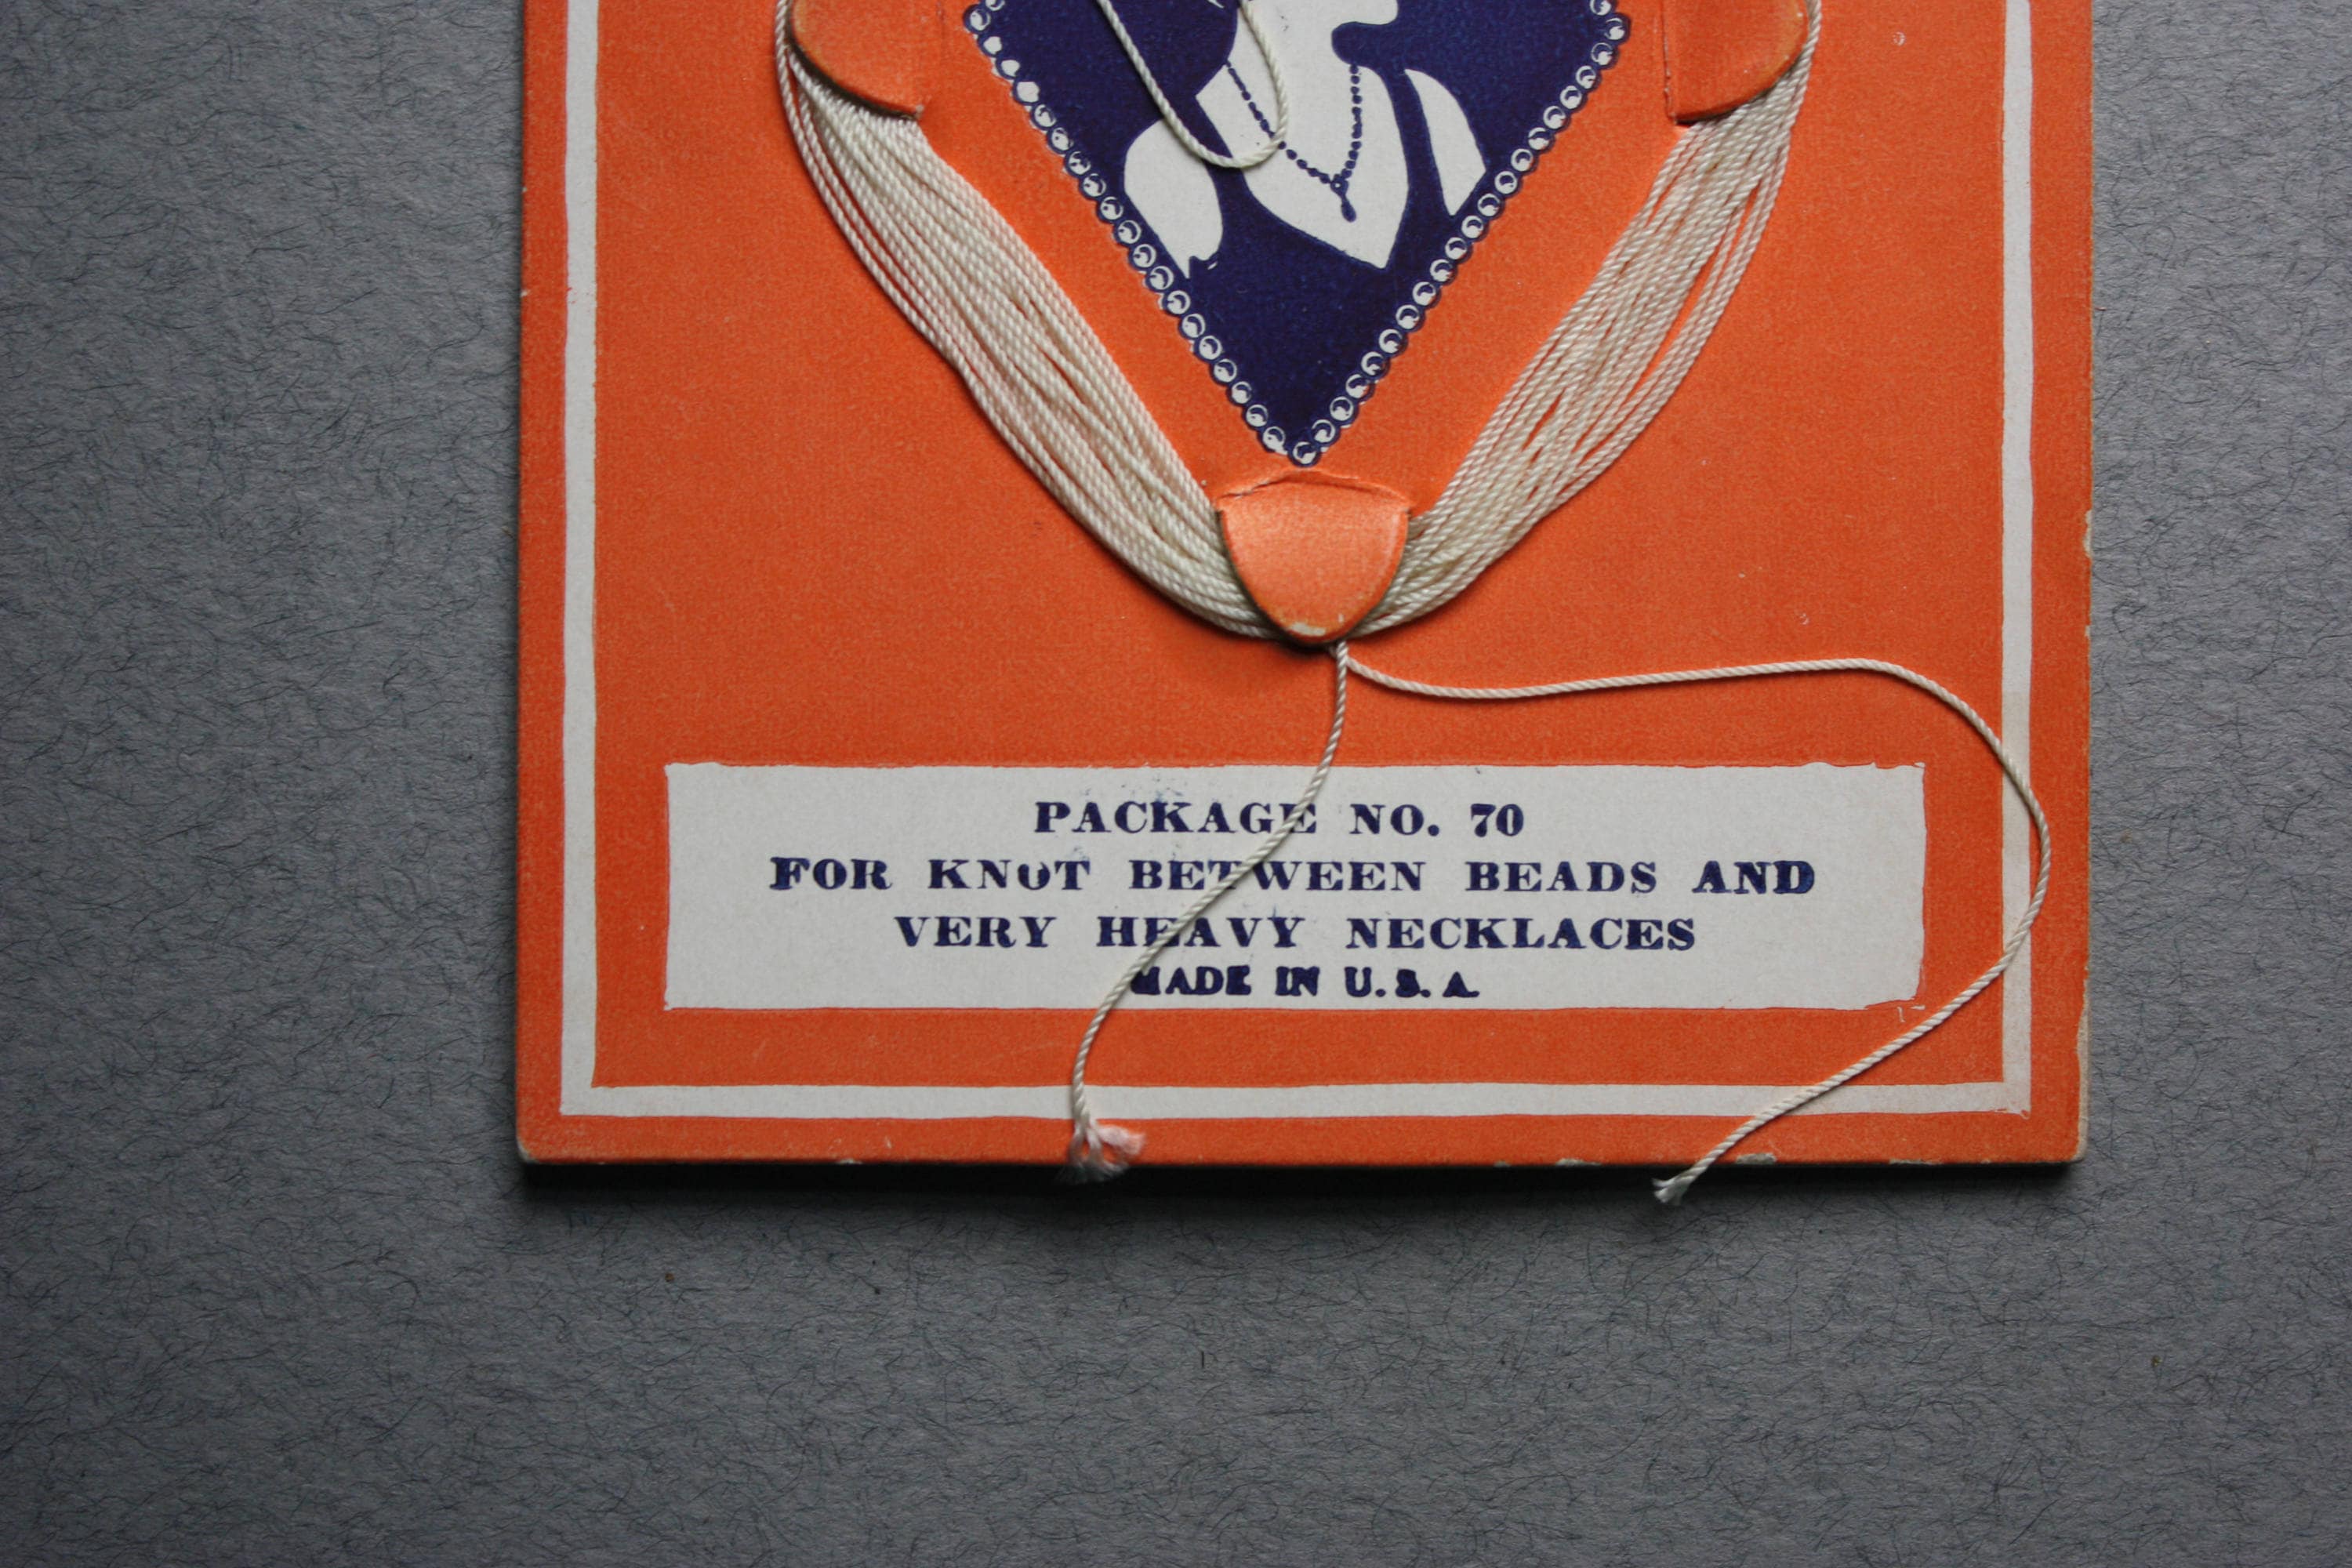 PACKAGE NO. 70
FOR KNOT BETWEEN BEADS AND
VERY HEAVY NECKLACES
MADE IN U.S.A.